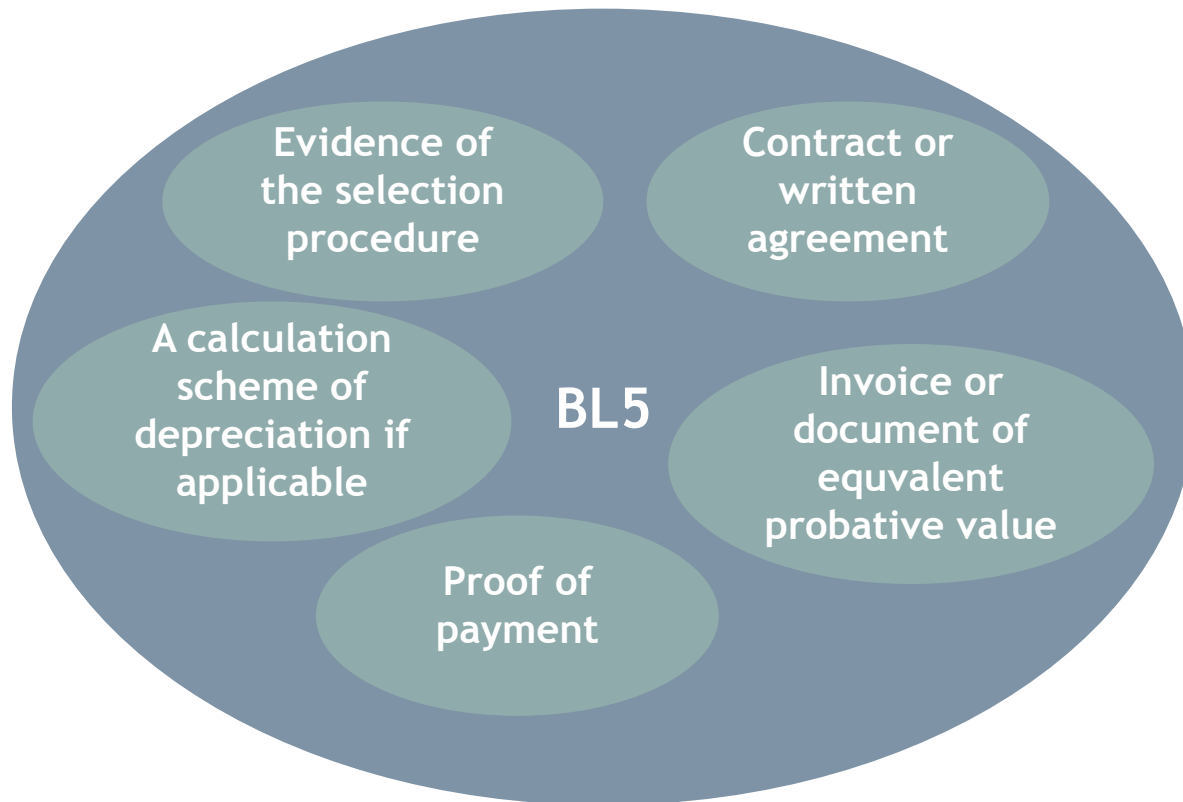 Evidence of
the selection
procedure
Contract or
written
agreement
A calculation
scheme of
depreciation if
applicable
BL5
Invoice or
document of
equvalent
probative value
Proof of
payment